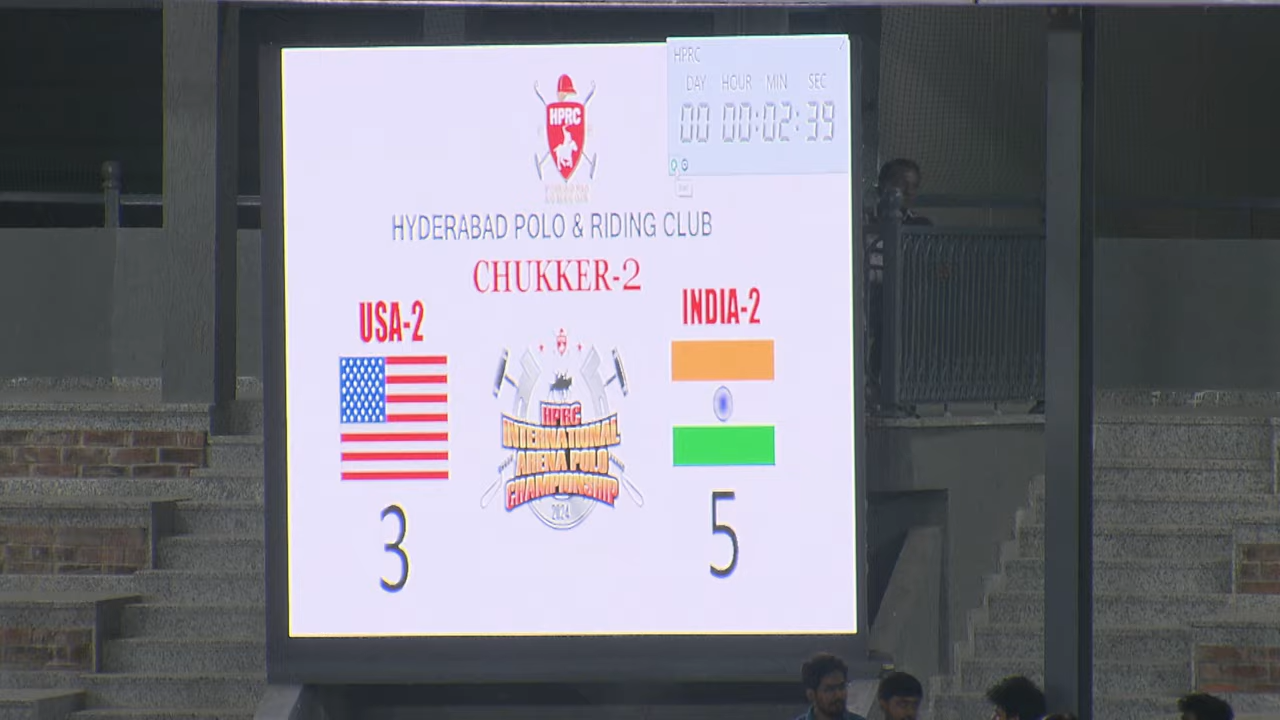 HPRC
DAY HOUR MIN SEC
00 00:02:39
HPRC
HYDERABAD POLO & RIDING CLUB
CHUKKER-2
USA-2
INDIA-2
HPRC
INTERNATIONAL
ARENA POLO
CHAMPIONSHIP
2024
3
5